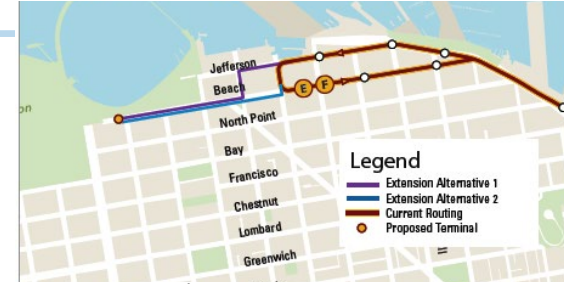 Jefferson
Beach
E F
North Point
Bay
Francisco
Chestnut
Lombard
Greenwich
Legend
Extension Alternative 1
Extension Alternative 2
Current Routing
Proposed Terminal